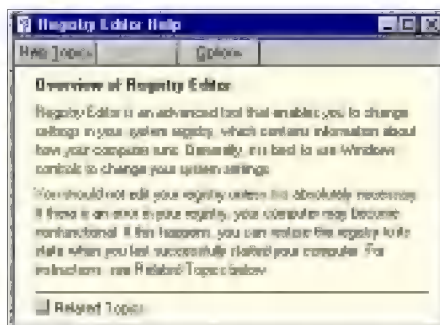 Registry Editor Help
Help Topics Options
Overview of Registry Editor
Registry Editor is an advanced tool that enables you to change
settings in your system registry, which contains information about
how your computer runs. Generally, it is best to use Windows
controls to change your system settings.
You should not edit your registry unless it is absolutely necessary.
If there is an error in your registry, your computer may become
nonfunctional. If this happens, you can restore the registry to its
state when you last successfully started your computer. For
instructions, see Related Topics below.
Related Topics